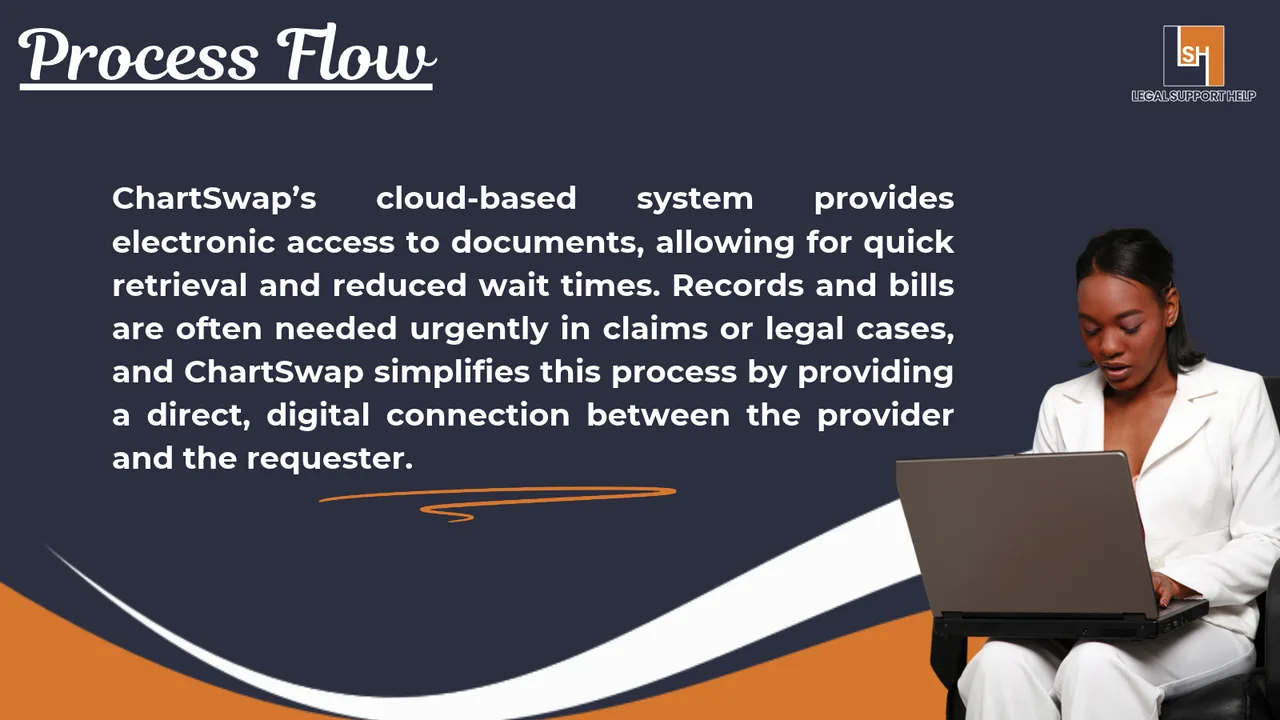 Process Flow
LSH
LEGAL SUPPORT HELP
ChartSwap’s cloud-based system provides
electronic access to documents, allowing for quick
retrieval and reduced wait times. Records and bills
are often needed urgently in claims or legal cases,
and ChartSwap simplifies this process by providing
a direct, digital connection between the provider
and the requester.